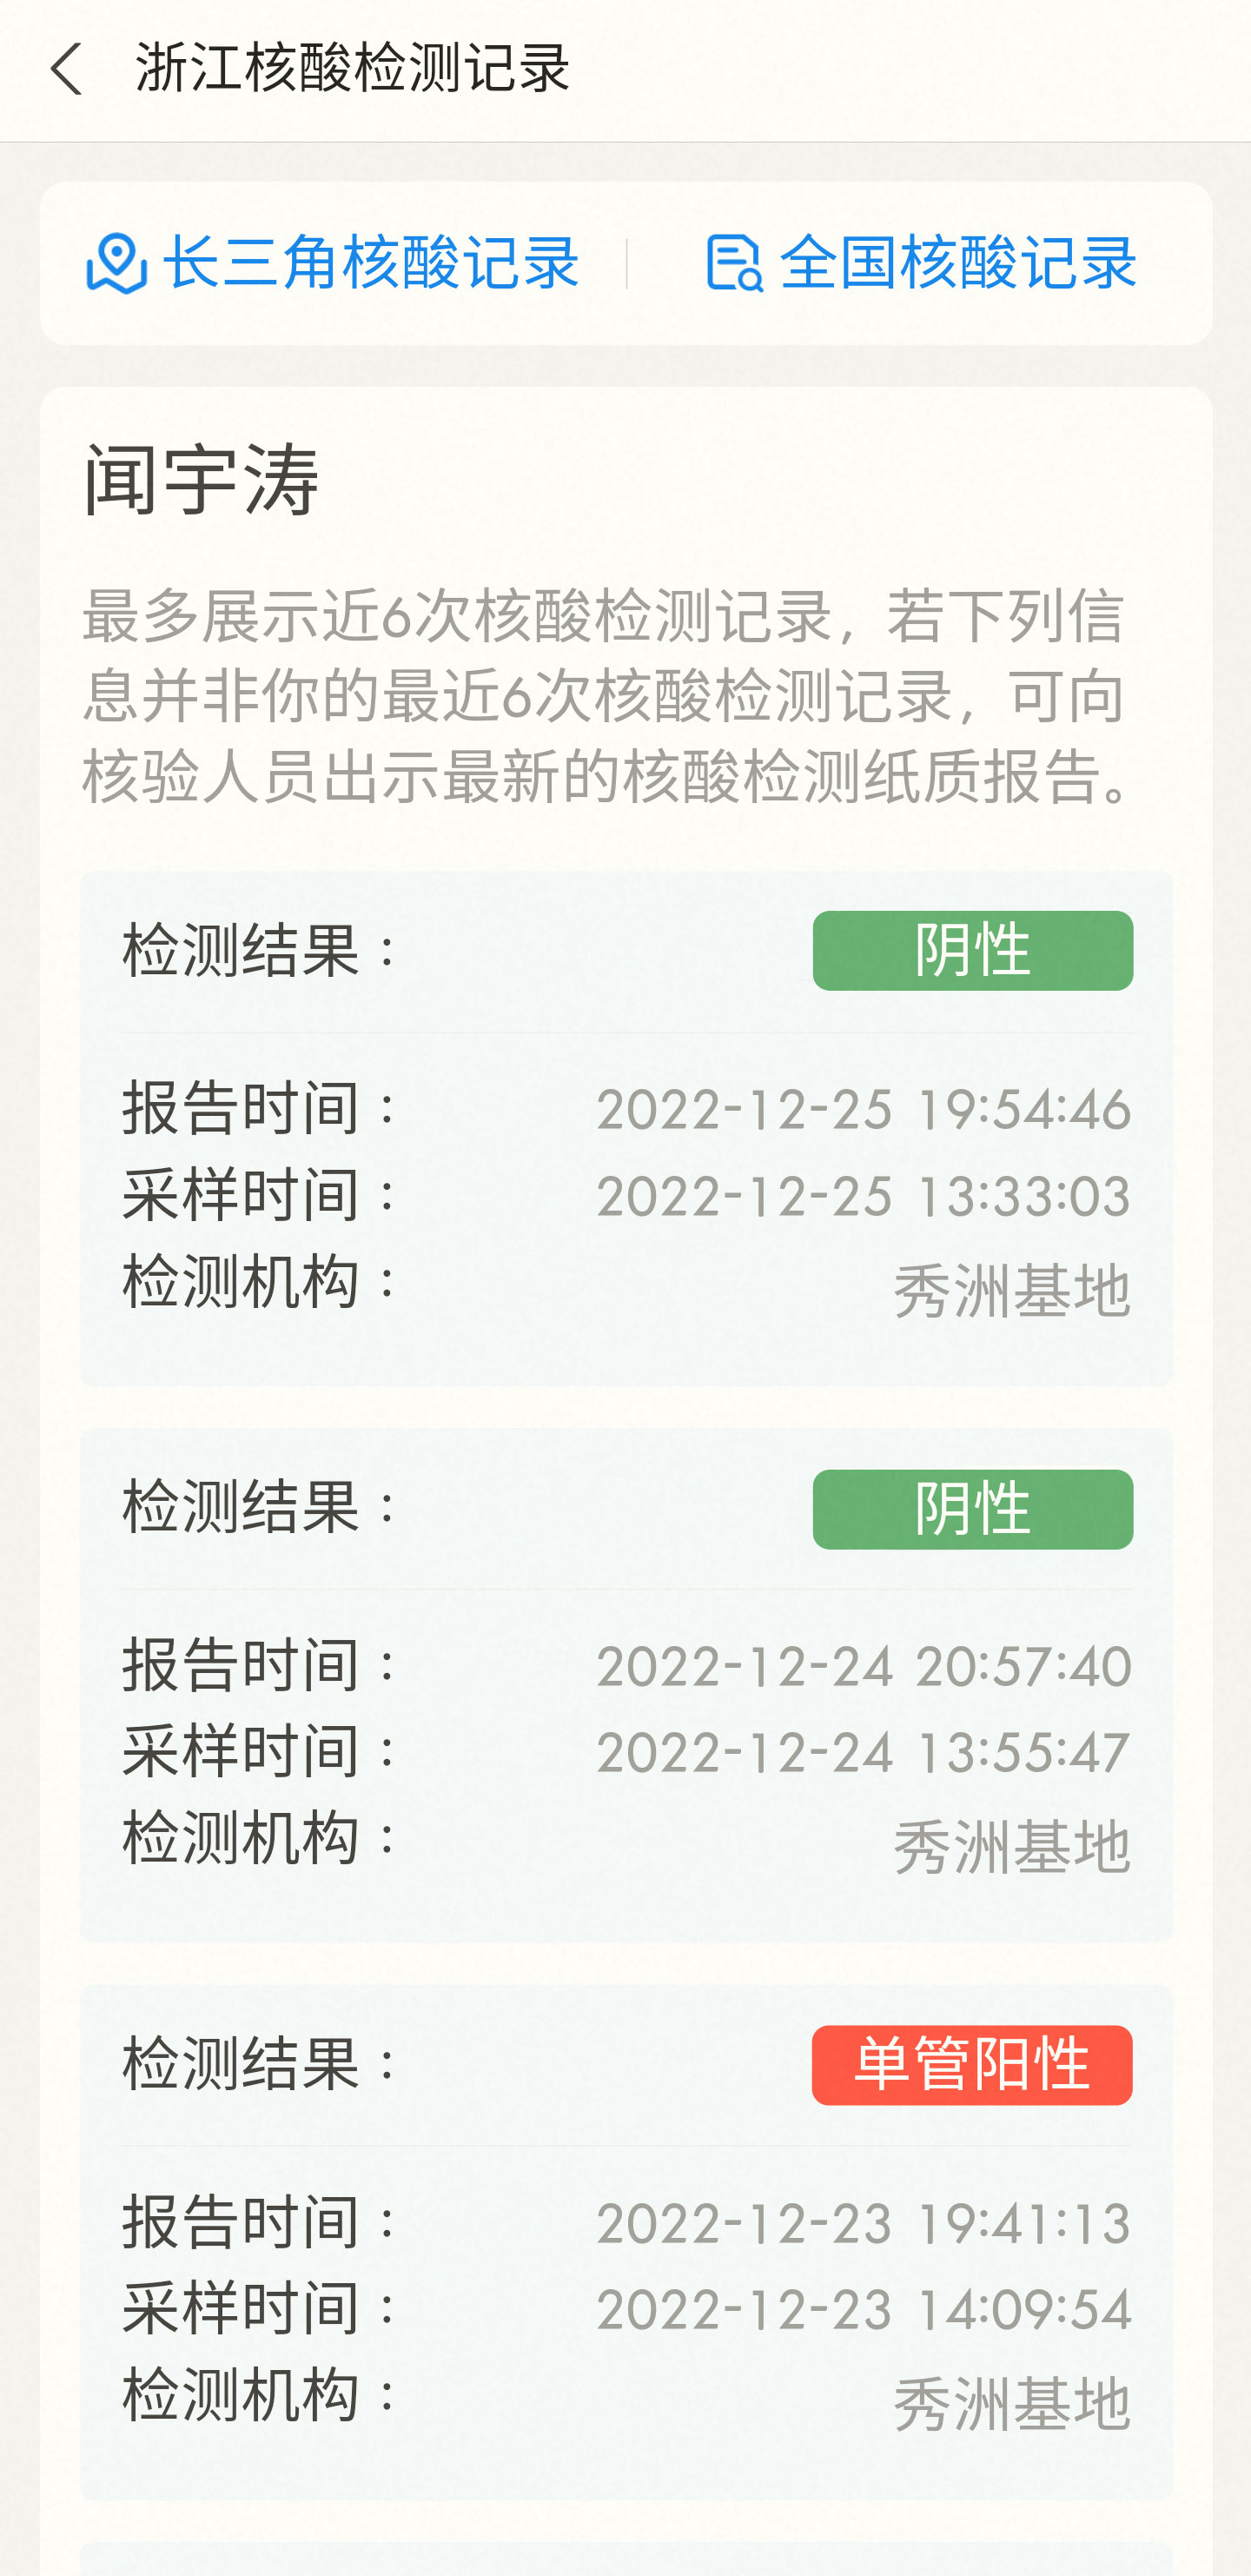 浙江核酸检测记录
长三角核酸记录 全国核酸记录
闻宇涛
最多展示近6次核酸检测记录，若下列信
息并非你的最近6次核酸检测记录，可向
核验人员出示最新的核酸检测纸质报告。
检测结果： 阴性
报告时间： 2022-12-25 19:54:46
采样时间： 2022-12-25 13:33:03
检测机构： 秀洲基地
检测结果： 阴性
报告时间： 2022-12-24 20:57:40
采样时间： 2022-12-24 13:55:47
检测机构： 秀洲基地
检测结果： 单管阳性
报告时间： 2022-12-23 19:41:13
采样时间： 2022-12-23 14:09:54
检测机构： 秀洲基地